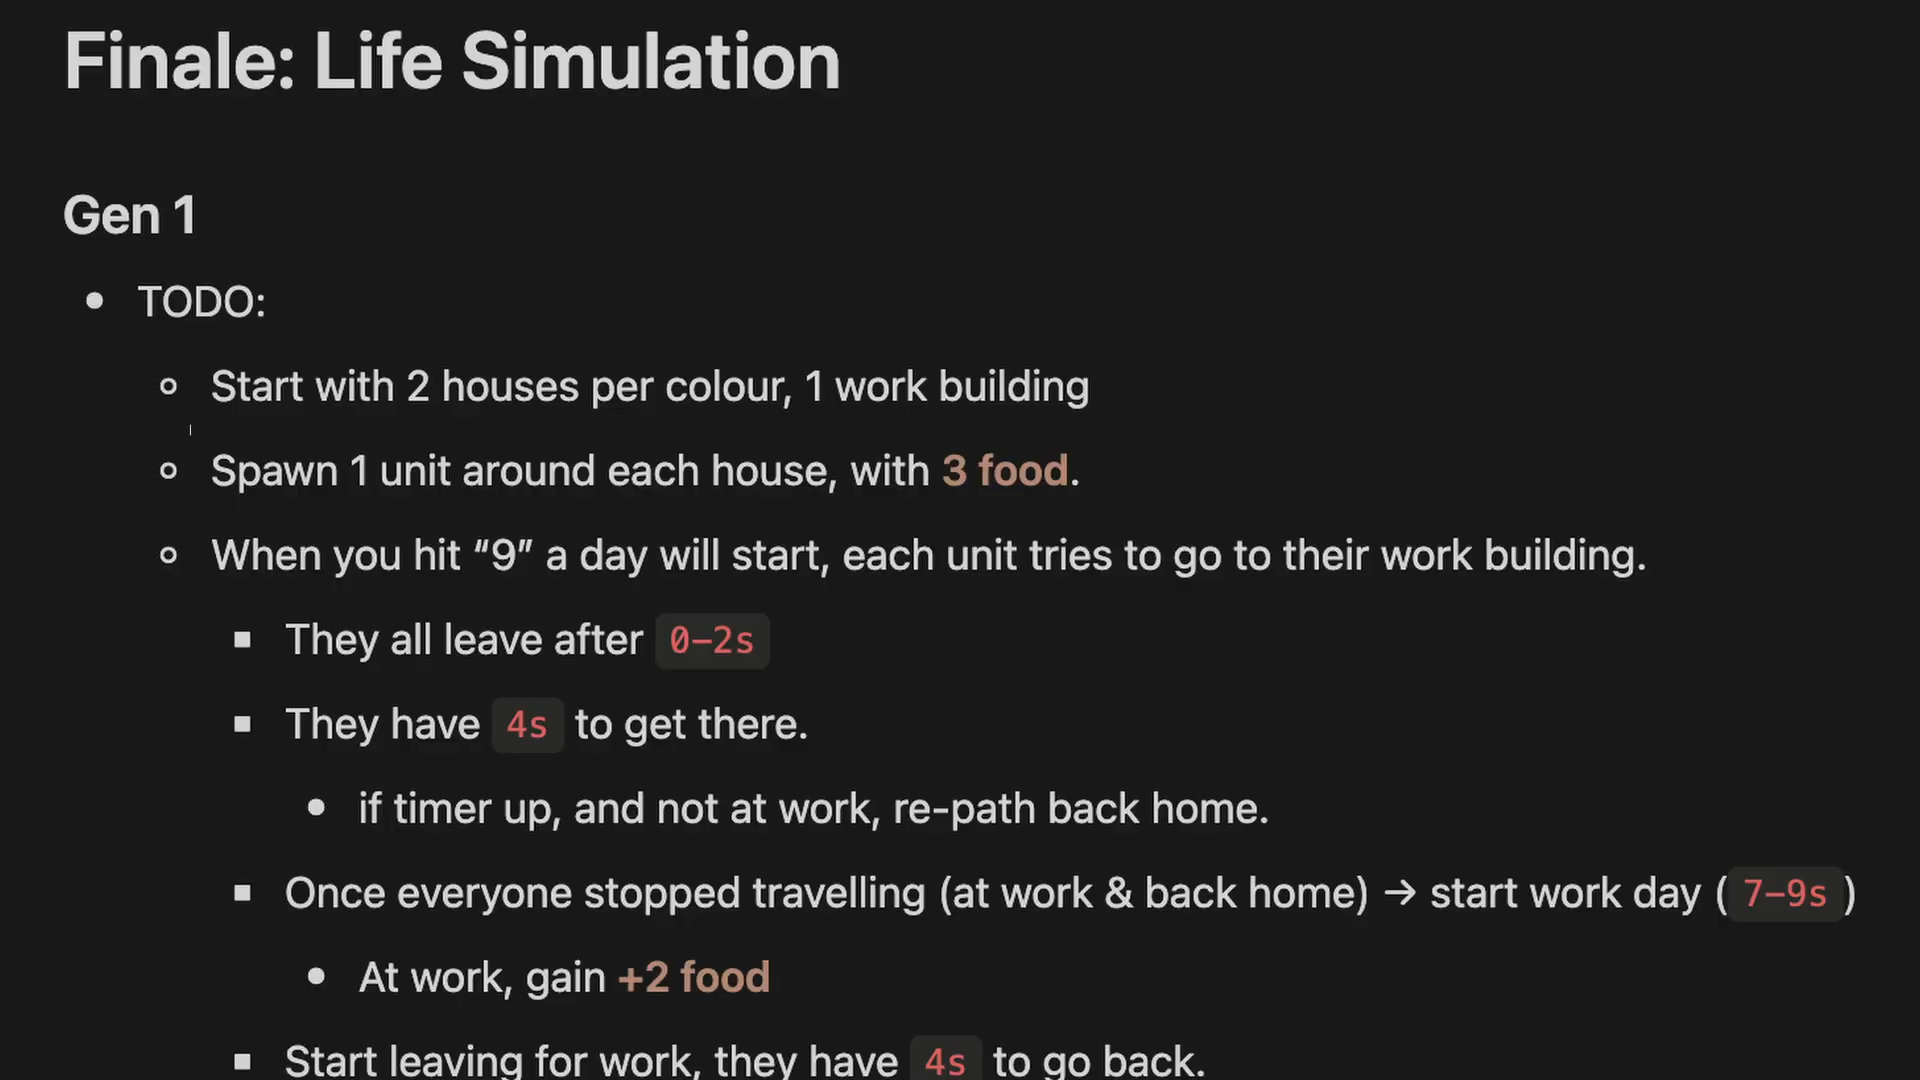 Finale: Life Simulation
Gen 1
TODO:
Start with 2 houses per colour, 1 work building
Spawn 1 unit around each house, with 3 food.
When you hit “9” a day will start, each unit tries to go to their work building.
They all leave after 0–2s
They have 4s to get there.
if timer up, and not at work, re-path back home.
Once everyone stopped travelling (at work & back home) → start work day ( 7–9s )
At work, gain +2 food
Start leaving for work, they have 4s to go back.